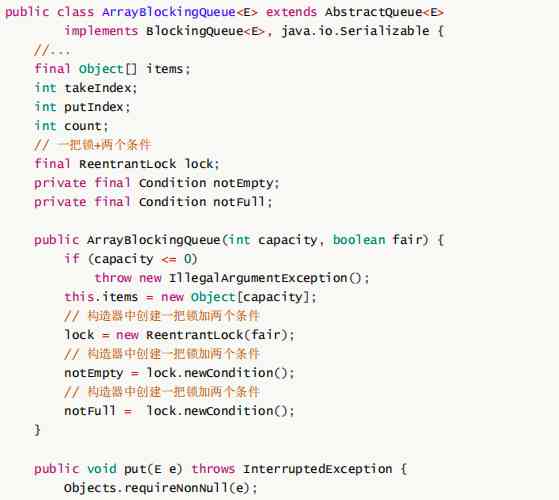 public class ArrayBlockingQueue<E> extends AbstractQueue<E>
        implements BlockingQueue<E>, java.io.Serializable {
    //...
    final Object[] items;
    int takeIndex;
    int putIndex;
    int count;
    // 一把锁+两个条件
    final ReentrantLock lock;
    private final Condition notEmpty;
    private final Condition notFull;

    public ArrayBlockingQueue(int capacity, boolean fair) {
        if (capacity <= 0)
            throw new IllegalArgumentException();
        this.items = new Object[capacity];
        // 构造器中创建一把锁加两个条件
        lock = new ReentrantLock(fair);
        // 构造器中创建一把锁加两个条件
        notEmpty = lock.newCondition();
        // 构造器中创建一把锁加两个条件
        notFull =  lock.newCondition();
    }

    public void put(E e) throws InterruptedException {
        Objects.requireNonNull(e);